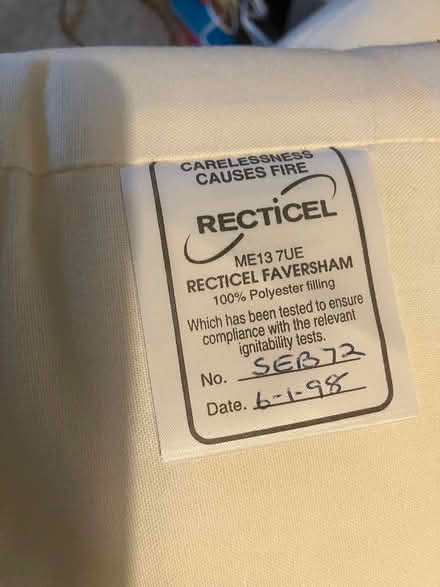 CARELESSNESS
CAUSES FIRE
RECTICEL
ME13 7UE
RECTICEL FAVERSHAM
100% Polyester filling
Which has been tested to ensure
compliance with the relevant
ignitability tests.
No. SEB72
Date. 6-1-98